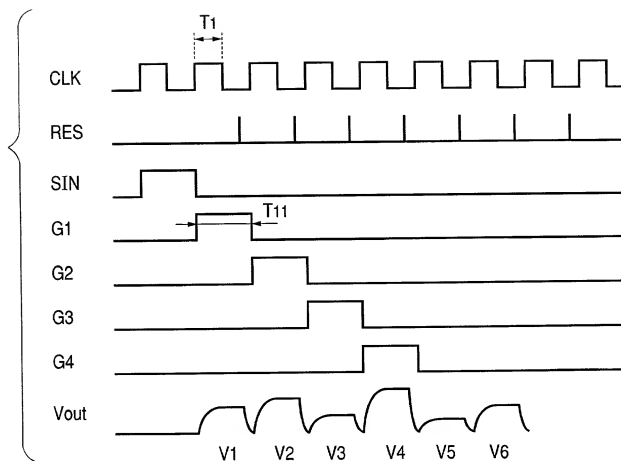 T1
CLK
RES
SIN
T11
G1
G2
G3
G4
Vout
V1 V2 V3 V4 V5 V6